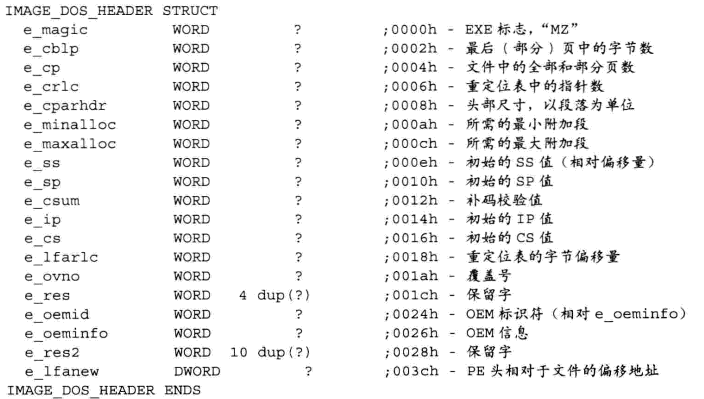 IMAGE_DOS_HEADER STRUCT
e_magic WORD ? ;0000h - EXE 标志，“MZ”
e_cblp WORD ? ;0002h - 最后（部分）页中的字节数
e_cp WORD ? ;0004h - 文件中的全部和部分页数
e_crlc WORD ? ;0006h - 重定位表中的指针数
e_cparhdr WORD ? ;0008h - 头部尺寸，以段落为单位
e_minalloc WORD ? ;000ah - 所需的最小附加段
e_maxalloc WORD ? ;000ch - 所需的最大附加段
e_ss WORD ? ;000eh - 初始的 SS 值（相对偏移量）
e_sp WORD ? ;0010h - 初始的 SP 值
e_csum WORD ? ;0012h - 补码校验值
e_ip WORD ? ;0014h - 初始的 IP 值
e_cs WORD ? ;0016h - 初始的 CS 值
e_lfarlc WORD ? ;0018h - 重定位表的字节偏移量
e_ovno WORD ? ;001ah - 覆盖号
e_res WORD 4 dup(?) ;001ch - 保留字
e_oemid WORD ? ;0024h - OEM 标识符（相对 e_oeminfo）
e_oeminfo WORD ? ;0026h - OEM 信息
e_res2 WORD 10 dup(?) ;0028h - 保留字
e_lfanew DWORD ? ;003ch - PE 头相对于文件的偏移地址
IMAGE_DOS_HEADER ENDS